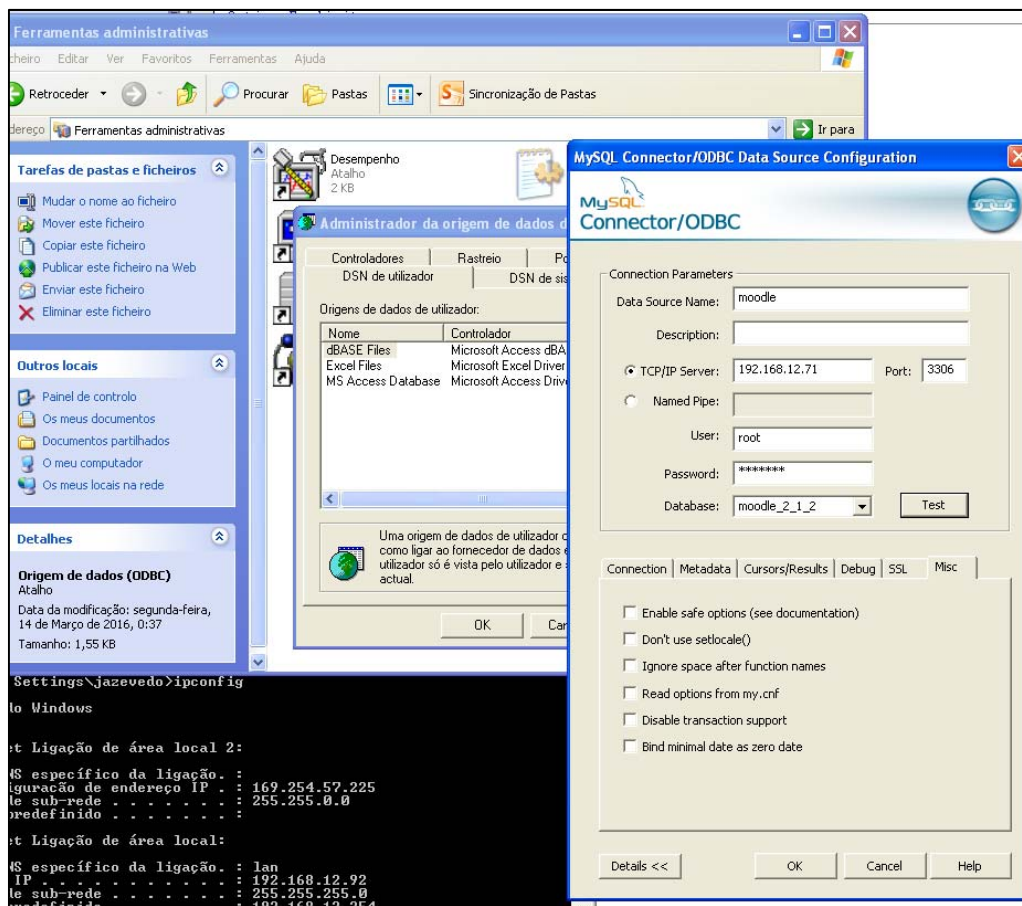 Ferramentas administrativas
Editar Ver Favoritos Ferramentas Ajuda
Retroceder Procurar Pastas Sincronização de Pastas
Ferramentas administrativas Ir para
Tarefas de pastas e ficheiros
Mudar o nome ao ficheiro
Mover este ficheiro
Copiar este ficheiro
Publicar este ficheiro na Web
Enviar este ficheiro
Eliminar este ficheiro
Outros locais
Painel de controlo
Os meus documentos
Documentos partilhados
O meu computador
Os meus locais na rede
Detalhes
Origem de dados (ODBC)
Atalho
Data da modificação: segunda-feira,
14 de Março de 2016, 0:37
Tamanho: 1,55 KB
Desempenho
Atalho
2 KB
Administrador da origem de dados d
Controladores Rastreio Po
DSN de utilizador DSN de sis
Origens de dados de utilizador:
Nome Controlador
dBASE Files Microsoft Access dBA
Excel Files Microsoft Excel Driver
MS Access Database Microsoft Access Driv
Uma origem de dados de utilizador
como ligar ao fornecedor de dados
utilizador só é vista pelo utilizador e
actual.
OK Can
MySQL Connector/ODBC Data Source Configuration
MySQL
Connector/ODBC
Connection Parameters
Data Source Name: moodle
Description:
TCP/IP Server: 192.168.12.71 Port: 3306
Named Pipe:
User: root
Password: *******
Database: moodle_2_1_2 Test
Connection Metadata Cursors/Results Debug SSL Misc
Enable safe options (see documentation)
Don't use setlocale()
Ignore space after function names
Read options from my.cnf
Disable transaction support
Bind minimal date as zero date
Details << OK Cancel Help
Settings\jazevedo>ipconfig
lo Windows
et Ligação de área local 2:
NS específico da ligação. :
iguração de endereço IP . : 169.254.57.225
le sub-rede . . . . . . : 255.255.0.0
predefinido . . . . . . :
et Ligação de área local:
NS específico da ligação. : lan
IP . . . . . . . . . . . : 192.168.12.92
le sub-rede . . . . . . : 255.255.255.0
predefinido . . . . . . : 192.168.12.254